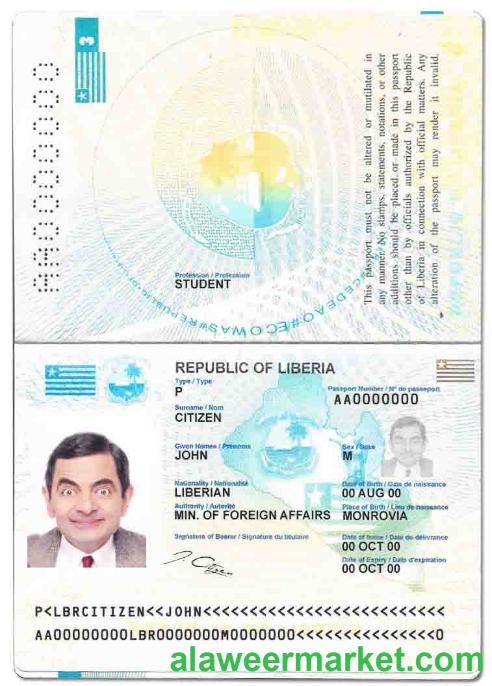 3
AA0000000
This passport must not be altered or mutilated in
any manner. No stamps, statements, notations, or other
additions should be placed or made in this passport
other than by officials authorized by the Republic
of Liberia in connection with official matters. Any
alteration of the passport may render it invalid.
Profession / Profession
STUDENT
REPUBLIC OF LIBERIA
Type / Type
P
Passport Number / N° de passeport
AA0000000
Surname / Nom
CITIZEN
Given Names / Prénoms
JOHN
Sex / Sexe
M
Nationality / Nationalité
LIBERIAN
Date of Birth / Date de naissance
00 AUG 00
Authority / Autorité
MIN. OF FOREIGN AFFAIRS
Place of Birth / Lieu de naissance
MONROVIA
Signature of Bearer / Signature du titulaire
Date of Issue / Date de délivrance
00 OCT 00
Date of Expiry / Date d'expiration
00 OCT 00
J. Citizen
P<LBRCITIZEN<<JOHN<<<<<<<<<<<<<<<<<<<<<<<<<<
AA00000000LBR0000000M0000000<<<<<<<<<<<<<<<0
alaweermarket.com